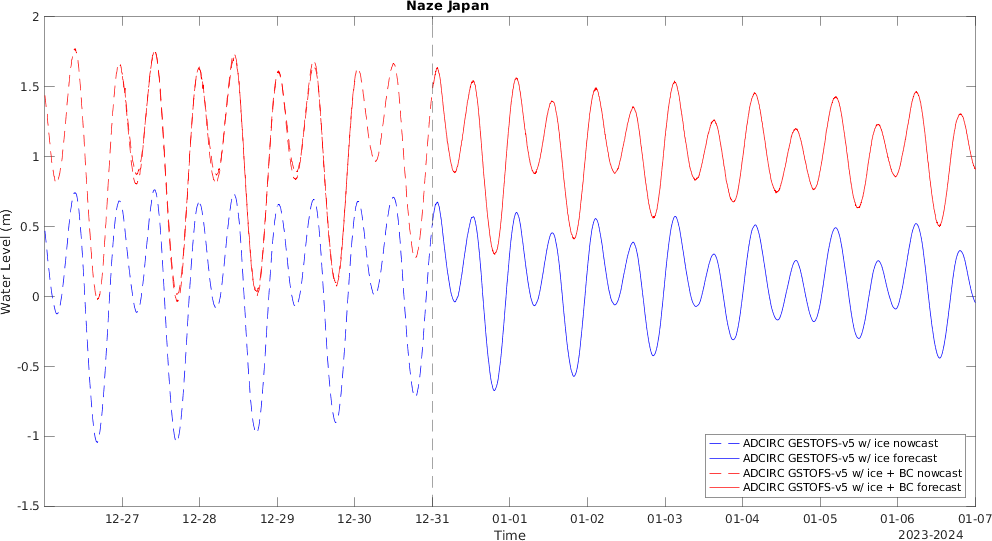 Naze Japan
2
1.5
1
0.5
0
-0.5
-1
-1.5
Water Level (m)
12-27 12-28 12-29 12-30 12-31 01-01 01-02 01-03 01-04 01-05 01-06 01-07
Time
2023-2024
ADCIRC GESTOFS-v5 w/ ice nowcast
ADCIRC GESTOFS-v5 w/ ice forecast
ADCIRC GSTOFS-v5 w/ ice + BC nowcast
ADCIRC GSTOFS-v5 w/ ice + BC forecast